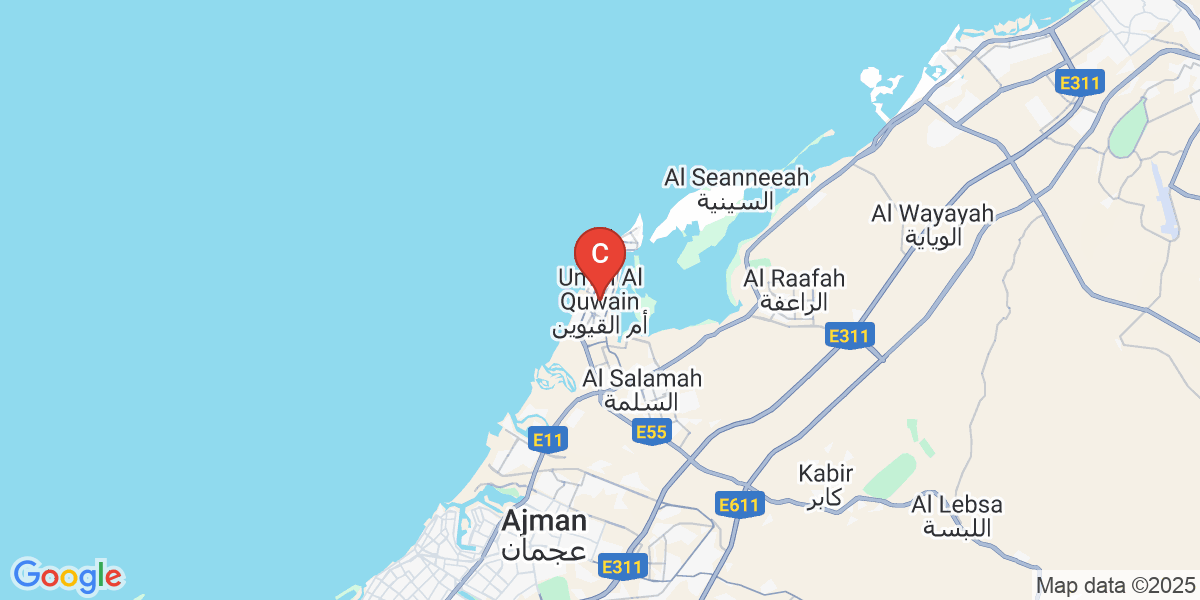 E311
Al Seanneeah
السينية
Al Wayayah
الوياية
C
Umm Al
Quwain
أم القيوين
Al Raafah
الراعفة
E311
Al Salamah
السلمة
E11
E55
Kabir
كابر
E611
Al Lebsa
اللبسة
Ajman
عجمان
E311
Google
Map data ©2025